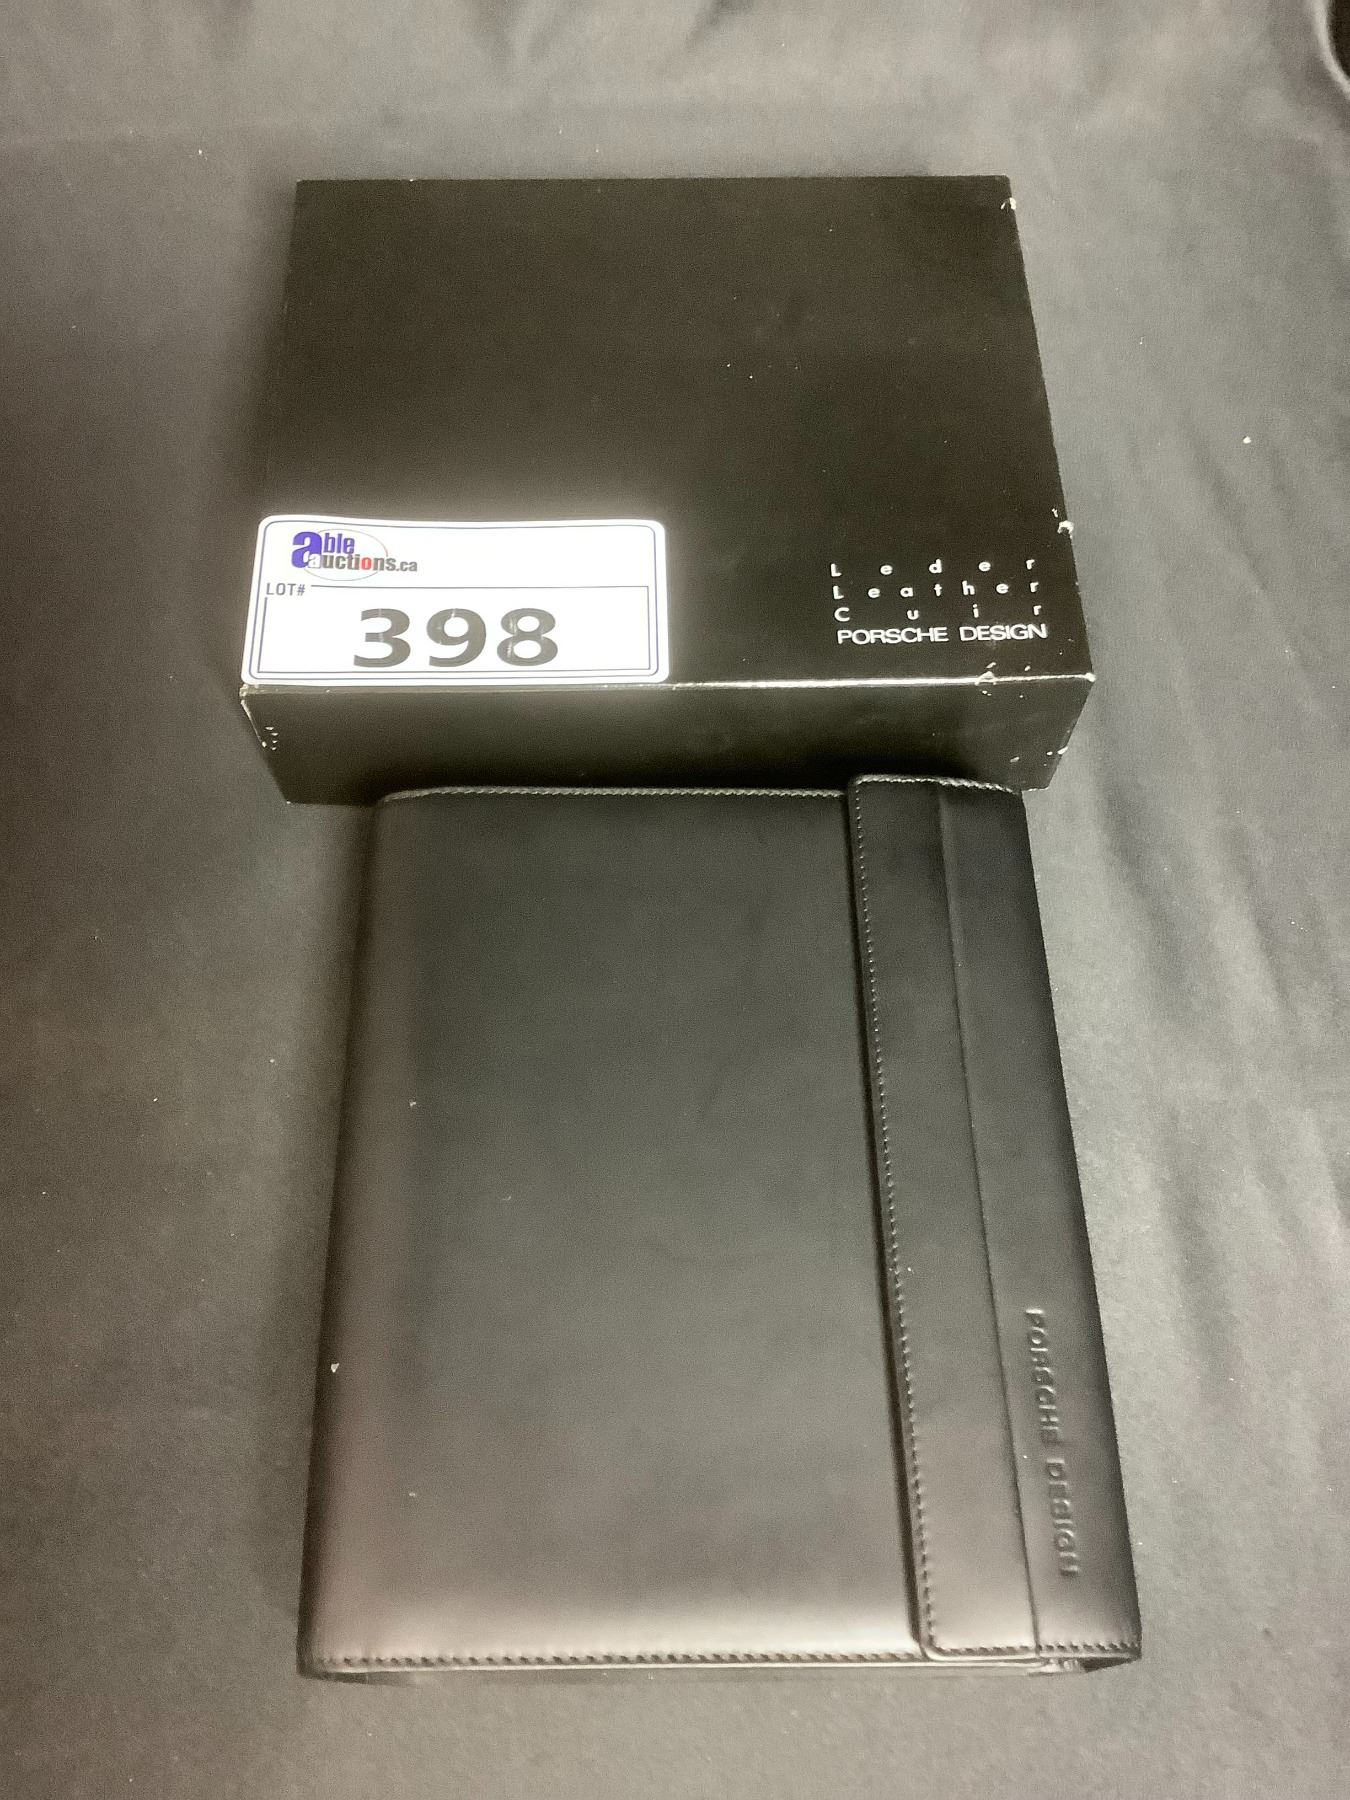 able
auctions.ca
LOT#
398
Leder
Leather
Cuir
PORSCHE DESIGN
PORSCHE DESIGN